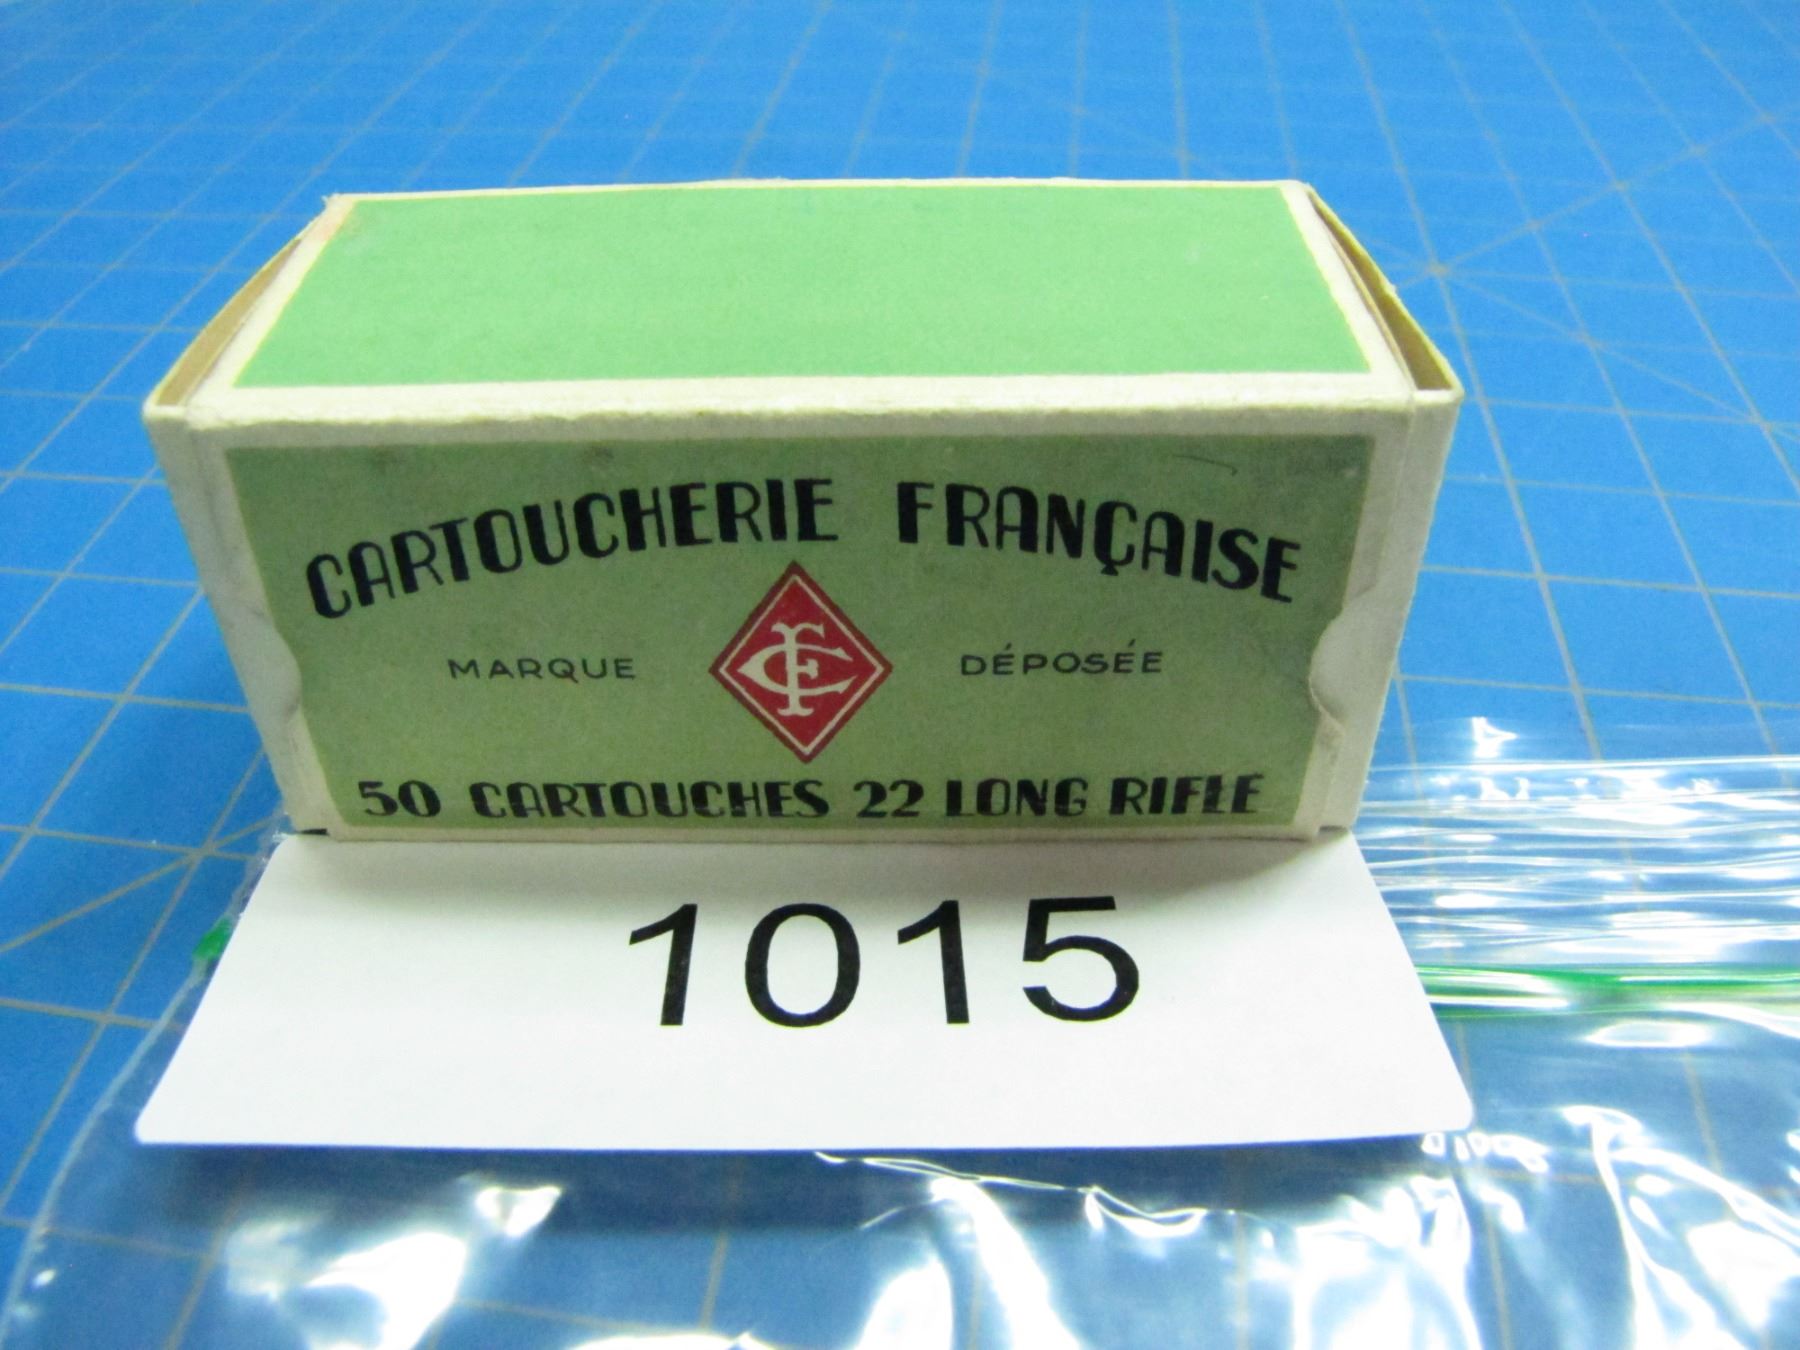 CARTOUCHERIE FRANÇAISE
MARQUE CF DÉPOSÉE
50 CARTOUCHES 22 LONG RIFLE
1015